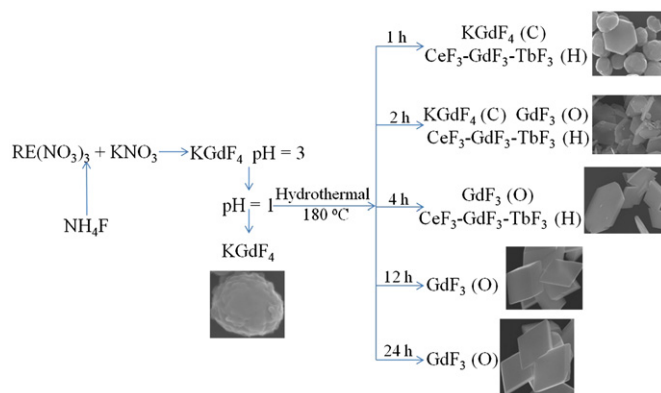 1 h
KGdF₄ (C)
CeF₃-GdF₃-TbF₃ (H)
2 h
KGdF₄ (C) GdF₃ (O)
CeF₃-GdF₃-TbF₃ (H)
RE(NO₃)₃ + KNO₃ KGdF₄ pH = 3
NH₄F
pH = 1
Hydrothermal
180 °C
KGdF₄
4 h
GdF₃ (O)
CeF₃-GdF₃-TbF₃ (H)
12 h
GdF₃ (O)
24 h
GdF₃ (O)